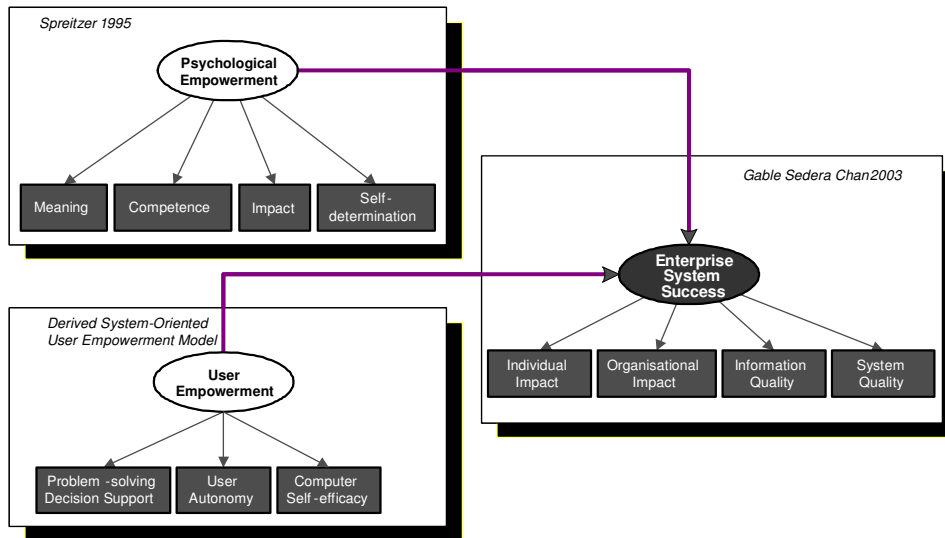 Spreitzer 1995
Psychological
Empowerment
Meaning
Competence
Impact
Self-
determination
Gable Sedera Chan2003
Enterprise
System
Success
Individual
Impact
Organisational
Impact
Information
Quality
System
Quality
Derived System-Oriented
User Empowerment Model
User
Empowerment
Problem -solving
Decision Support
User
Autonomy
Computer
Self-efficacy